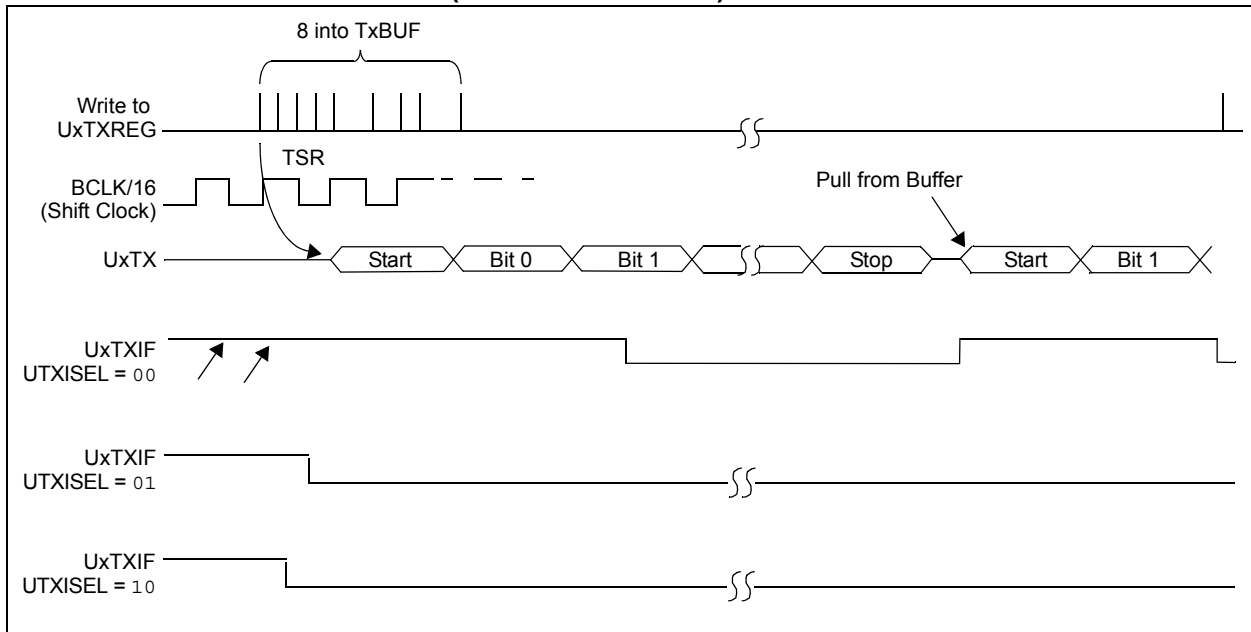 8 into TxBUF
Write to
UxTXREG
TSR
BCLK/16
(Shift Clock)
Pull from Buffer
UxTX
Start
Bit 0
Bit 1
Stop
Start
Bit 1
UxTXIF
UTXISEL = 00
UxTXIF
UTXISEL = 01
UxTXIF
UTXISEL = 10